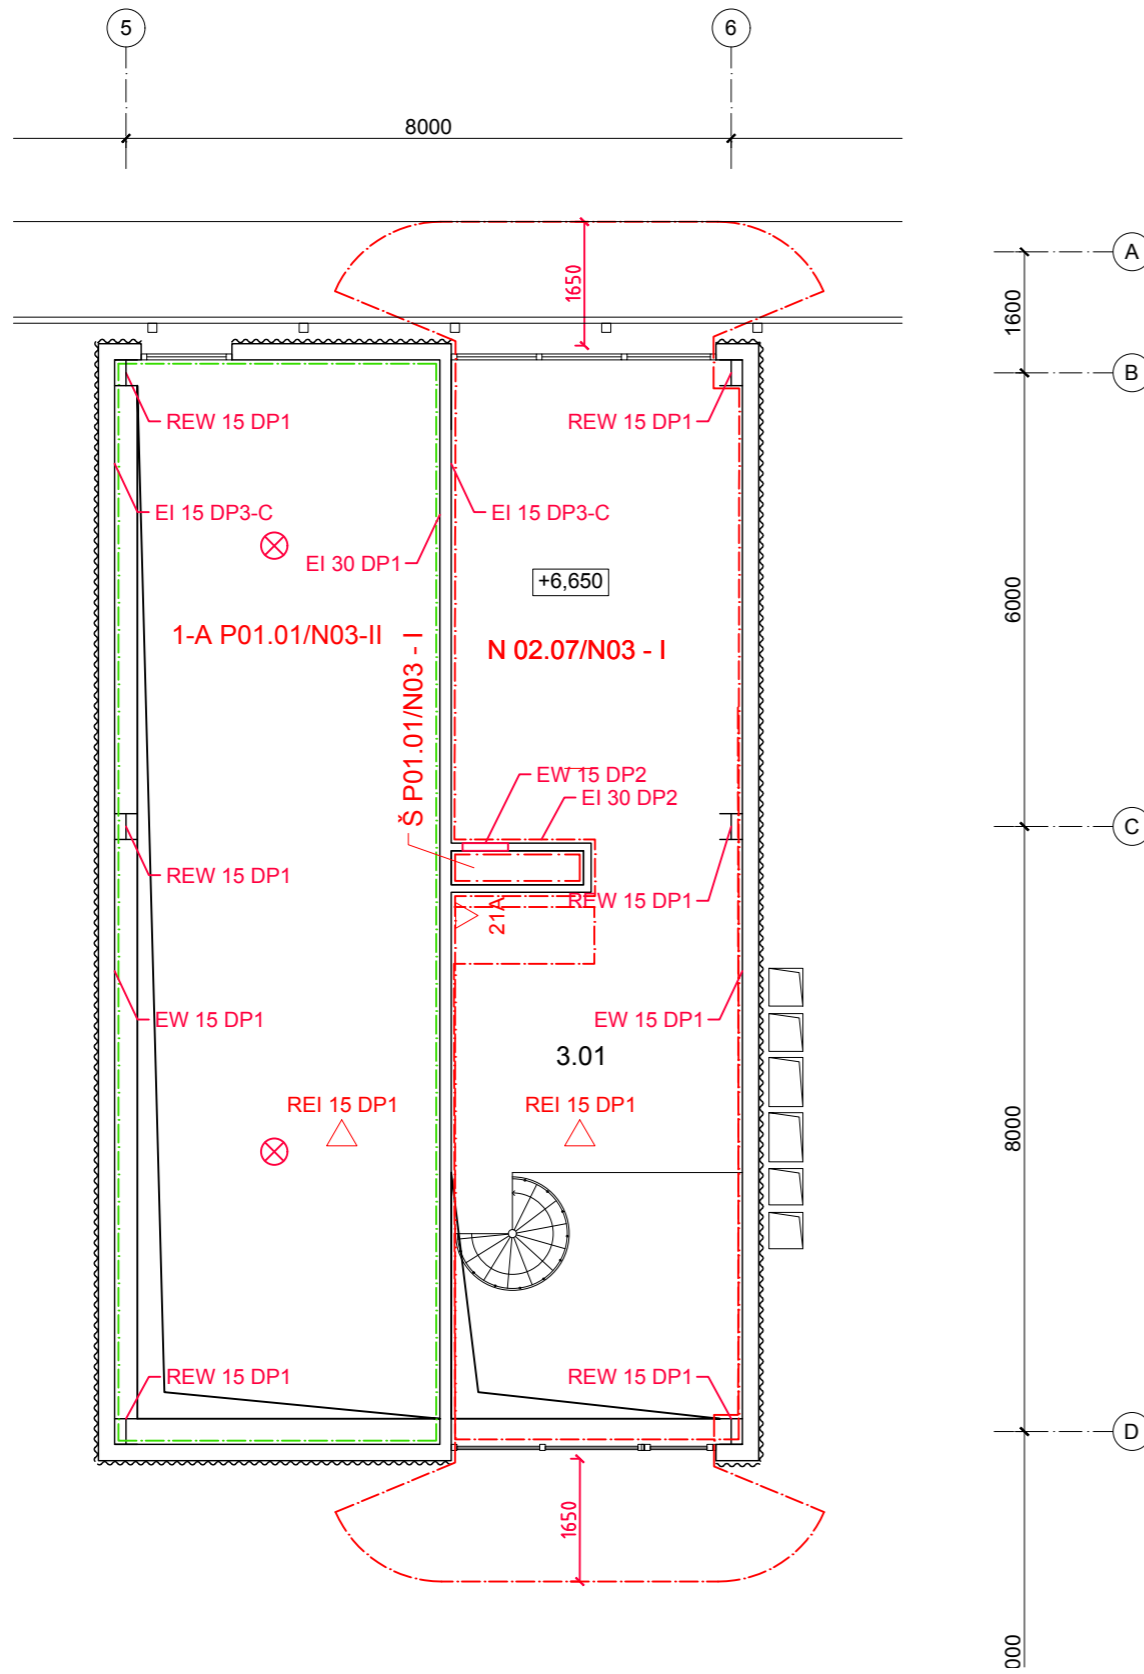 5
6
8000
A
1650
1600
B
REW 15 DP1
REW 15 DP1
EI 15 DP3-C
EI 15 DP3-C
EI 30 DP1
+6,650
6000
1-A P01.01/N03-II
Š P01.01/N03 - I
N 02.07/N03 - I
EW 15 DP2
EI 30 DP2
C
REW 15 DP1
REW 15 DP1
21A
EW 15 DP1
EW 15 DP1
3.01
REI 15 DP1
REI 15 DP1
8000
REW 15 DP1
REW 15 DP1
D
1650
000